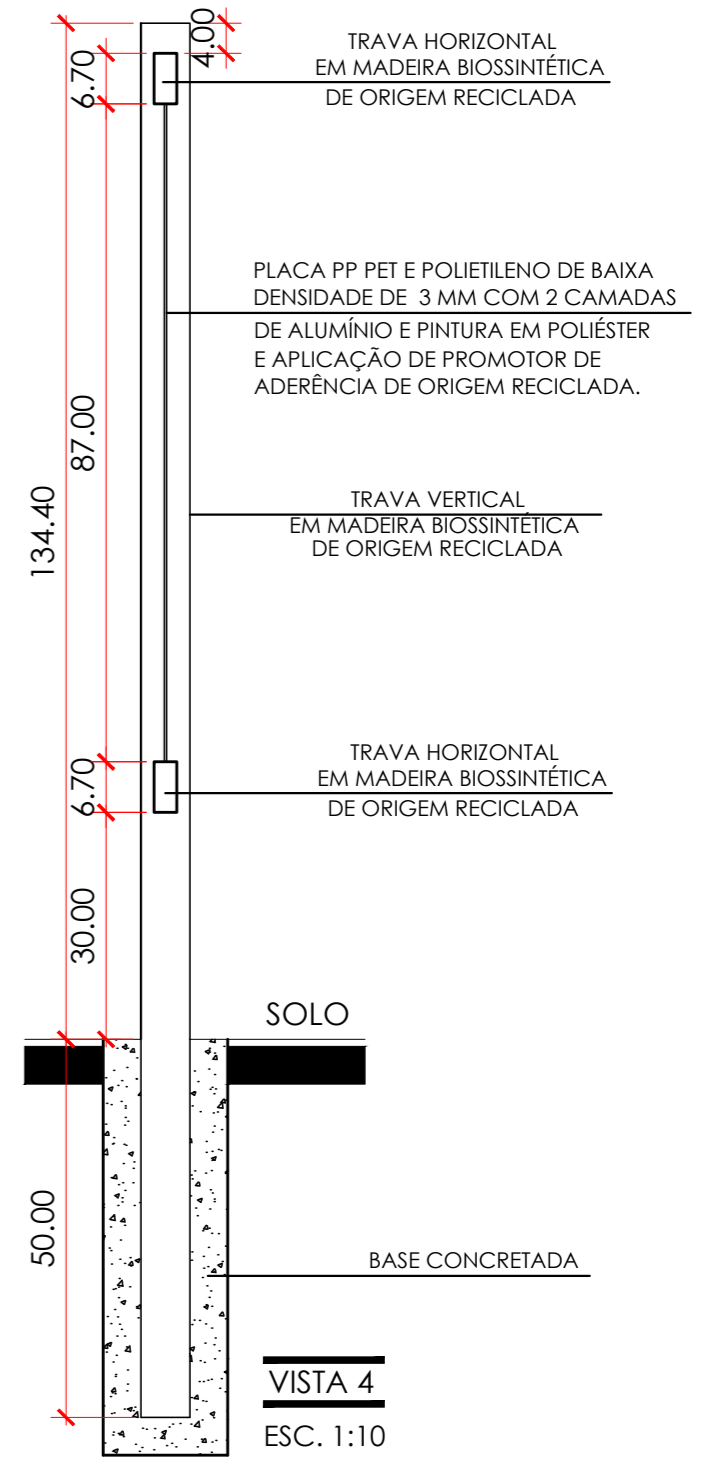 4.00
6.70
TRAVA HORIZONTAL
EM MADEIRA BIOSSINTÉTICA
DE ORIGEM RECICLADA
PLACA PP PET E POLIETILENO DE BAIXA
DENSIDADE DE 3 MM COM 2 CAMADAS
DE ALUMÍNIO E PINTURA EM POLIÉSTER
E APLICAÇÃO DE PROMOTOR DE
ADERÊNCIA DE ORIGEM RECICLADA.
87.00
134.40
TRAVA VERTICAL
EM MADEIRA BIOSSINTÉTICA
DE ORIGEM RECICLADA
6.70
TRAVA HORIZONTAL
EM MADEIRA BIOSSINTÉTICA
DE ORIGEM RECICLADA
30.00
SOLO
50.00
BASE CONCRETADA
VISTA 4
ESC. 1:10